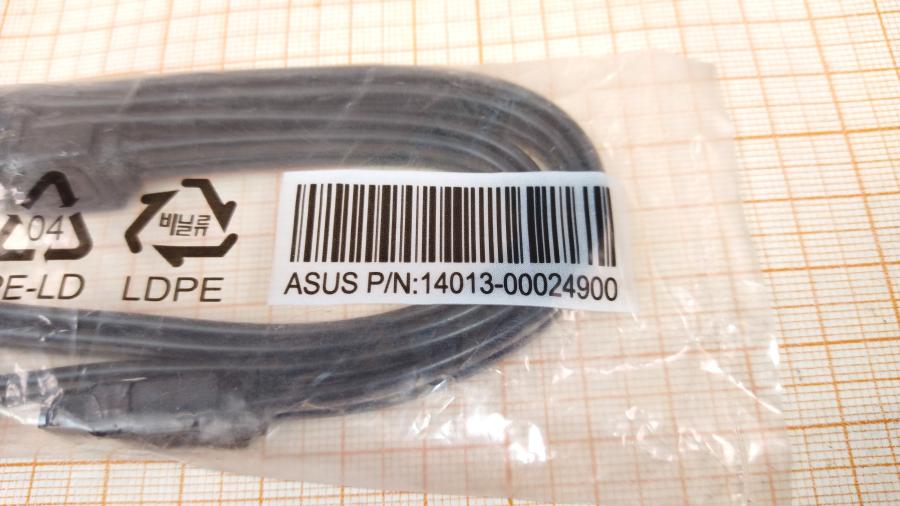 04
PE-LD
비닐류
LDPE
ASUS P/N:14013-00024900